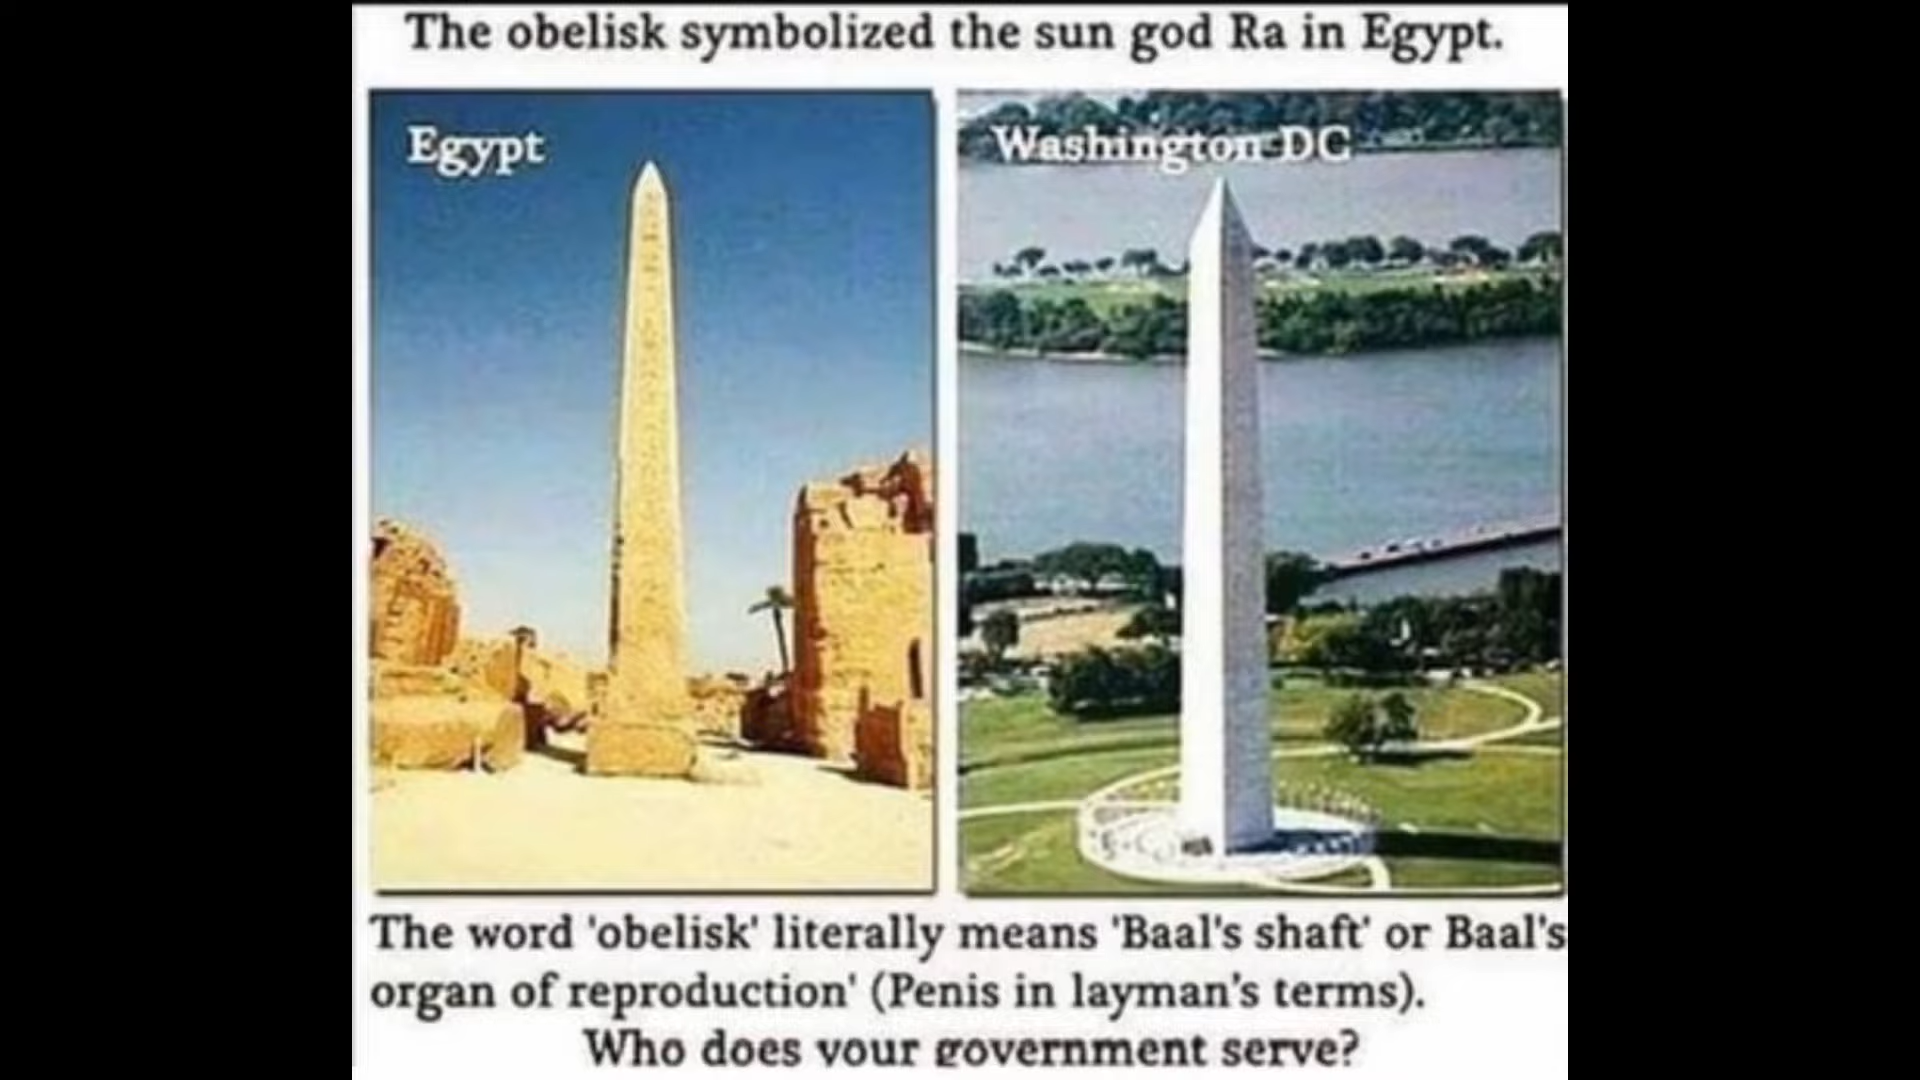 The obelisk symbolized the sun god Ra in Egypt.
Egypt
Washington DC
The word 'obelisk' literally means 'Baal's shaft' or Baal's
organ of reproduction' (Penis in layman's terms).
Who does your government serve?